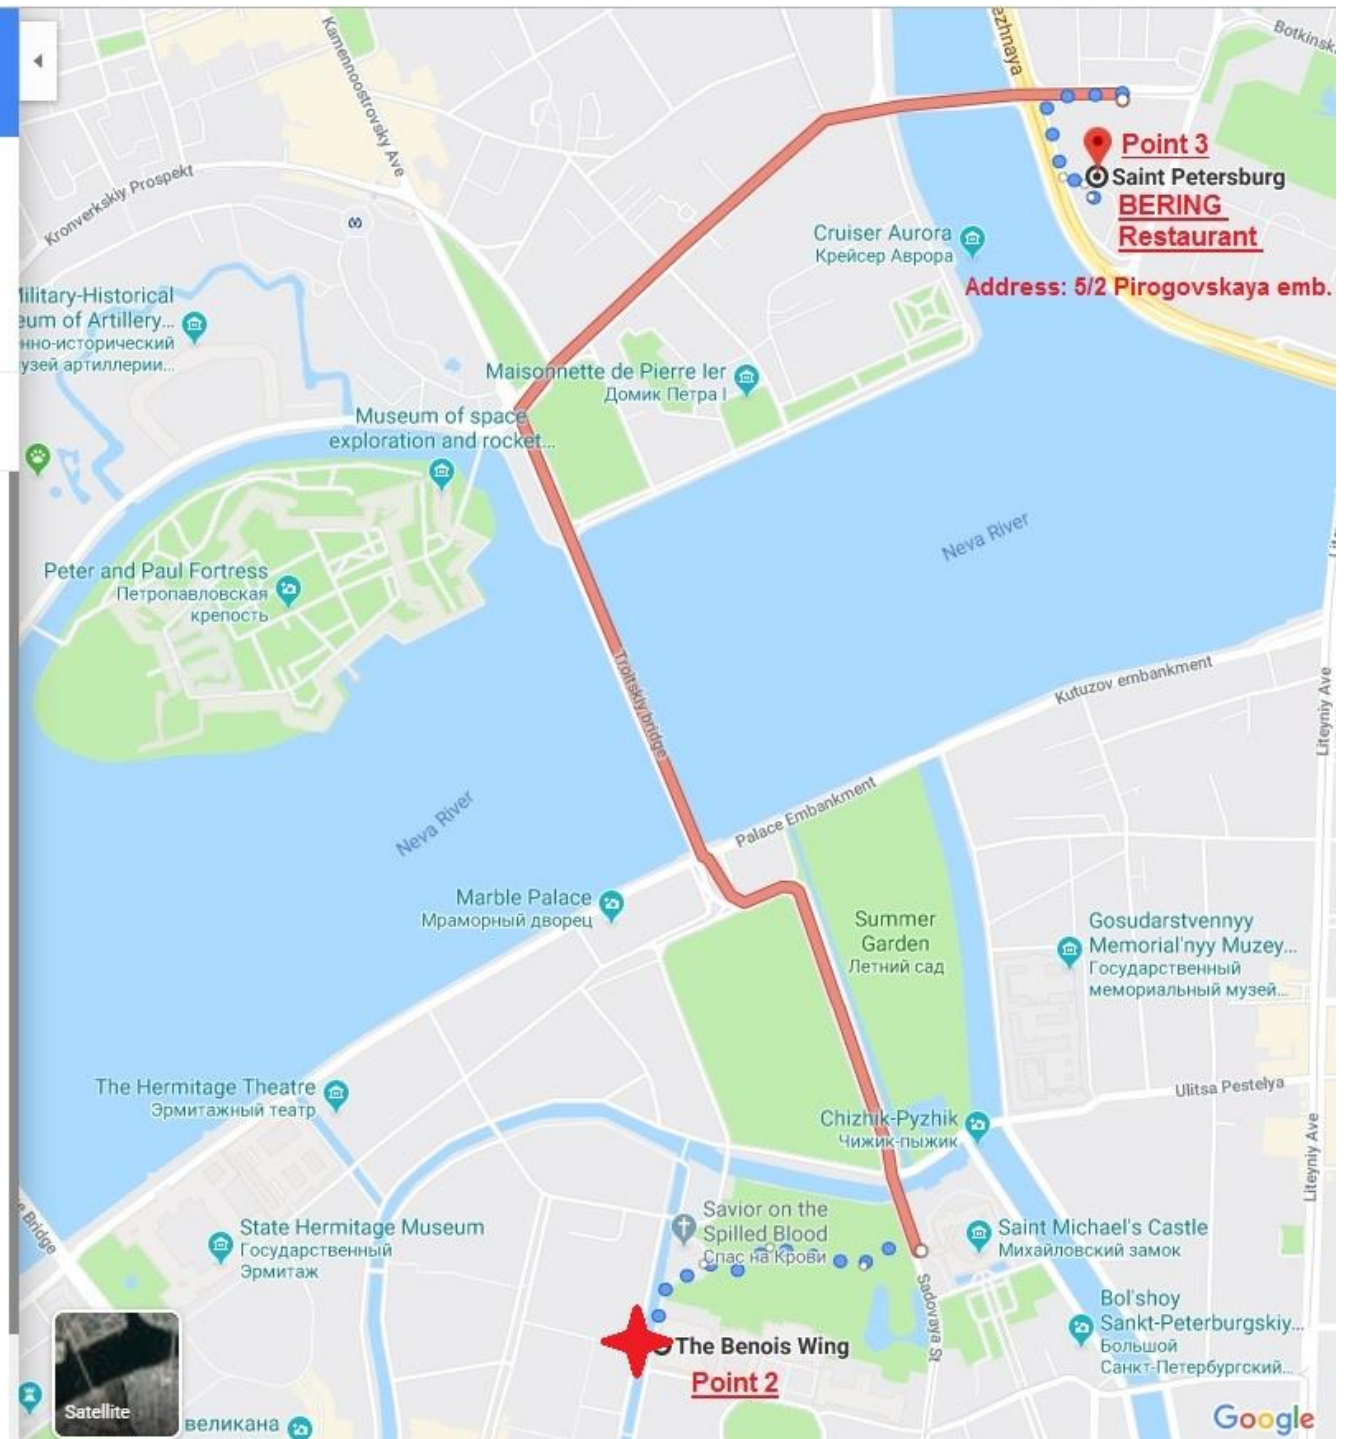 ezhnaya
Botkinsk
Kamennoostrovsky Ave
Point 3
Saint Petersburg
BERING
Restaurant
Address: 5/2 Pirogovskaya emb.
Kronverkskiy Prospekt
Cruiser Aurora
Крейсер Аврора
Military-Historical
eum of Artillery...
нно-исторический
узей артиллерии...
Maisonnette de Pierre Ier
Домик Петра I
Museum of space
exploration and rocket...
Neva River
Peter and Paul Fortress
Петропавловская
крепость
Troitskiy bridge
Kutuzov embankment
Liteyniy Ave
Palace Embankment
Neva River
Marble Palace
Мраморный дворец
Summer
Garden
Летний сад
Gosudarstvennyy
Memorial'nyy Muzey...
Государственный
мемориальный музей...
The Hermitage Theatre
Эрмитажный театр
Ulitsa Pestelya
Chizhik-Pyzhik
Чижик-пыжик
Liteyniy Ave
e Bridge
State Hermitage Museum
Государственный
Эрмитаж
Savior on the
Spilled Blood
Спас на Крови
Saint Michael's Castle
Михайловский замок
Sadovaya St
Bol'shoy
Sankt-Peterburgskiy...
Большой
Санкт-Петербургский...
The Benois Wing
Point 2
Satellite
великана
Google